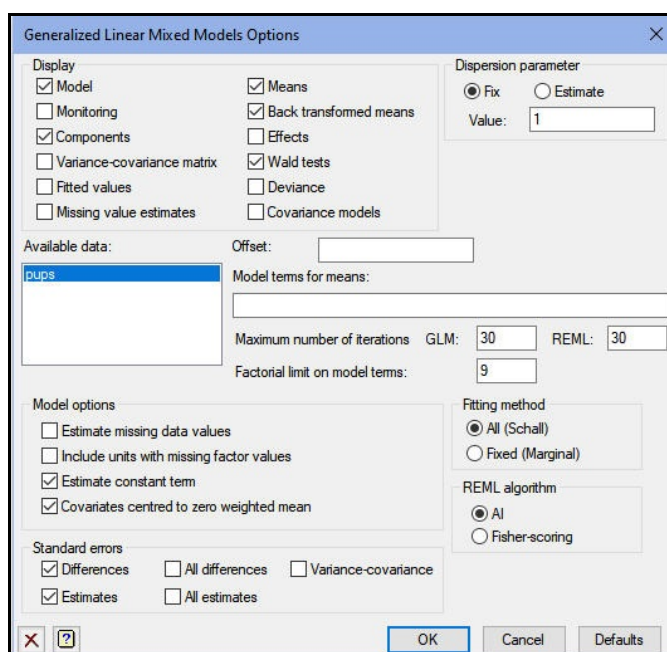 Generalized Linear Mixed Models Options
Display
Model
Means
Monitoring
Back transformed means
Components
Effects
Variance-covariance matrix
Wald tests
Fitted values
Deviance
Missing value estimates
Covariance models
Dispersion parameter
Fix
Estimate
Value: 1
Available data:
pups
Offset:
Model terms for means:
Maximum number of iterations GLM: 30 REML: 30
Factorial limit on model terms: 9
Model options
Estimate missing data values
Include units with missing factor values
Estimate constant term
Covariates centred to zero weighted mean
Fitting method
All (Schall)
Fixed (Marginal)
REML algorithm
AI
Fisher-scoring
Standard errors
Differences
All differences
Variance-covariance
Estimates
All estimates
?
OK
Cancel
Defaults